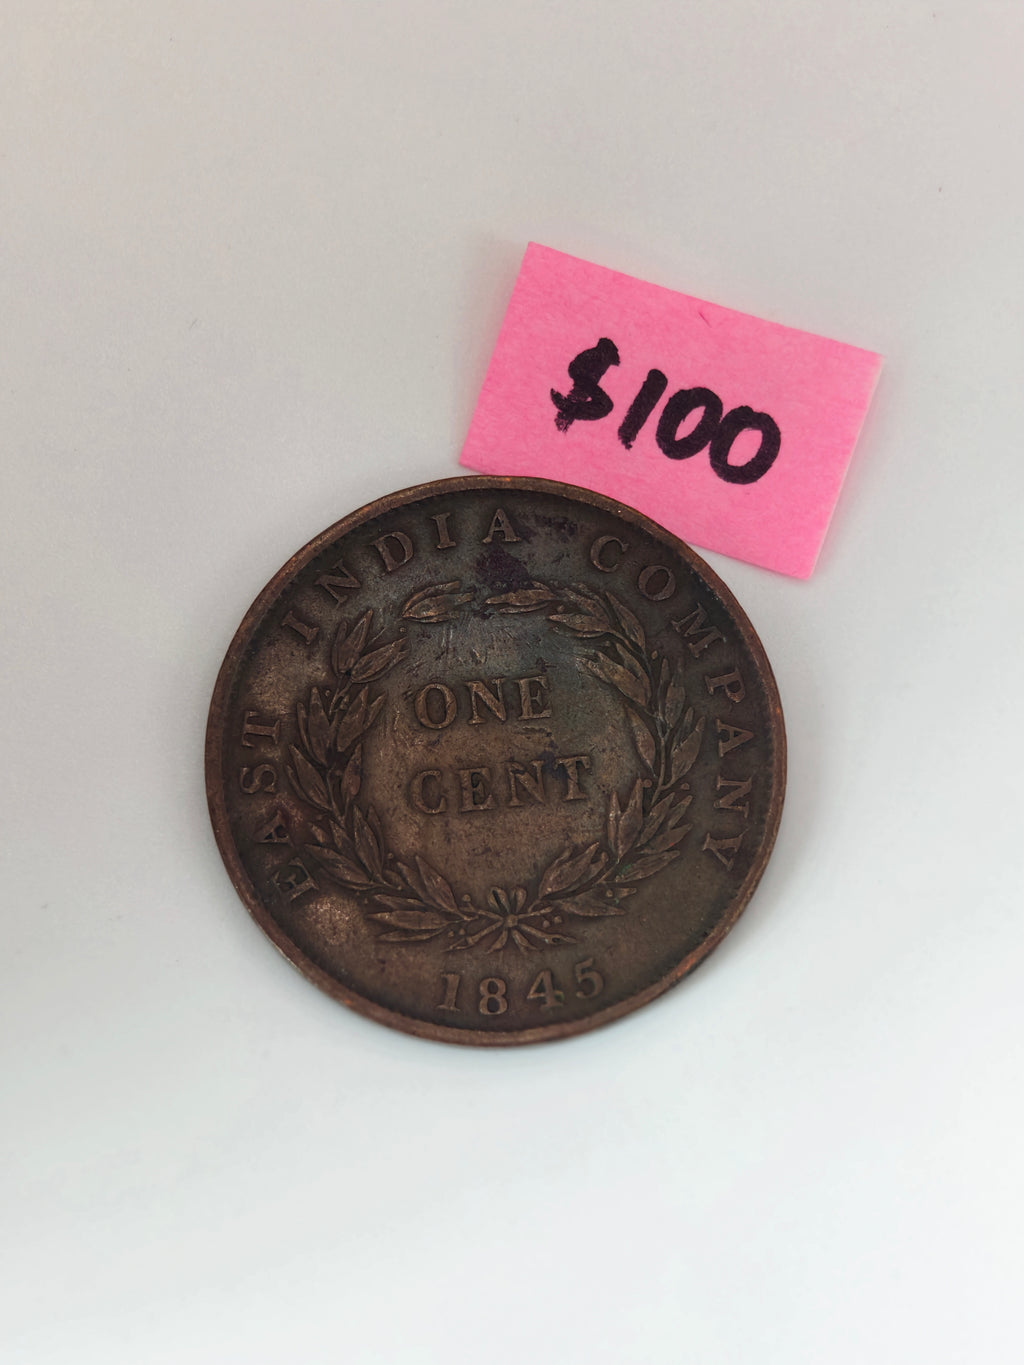 $100
EAST INDIA COMPANY
ONE
CENT
1845